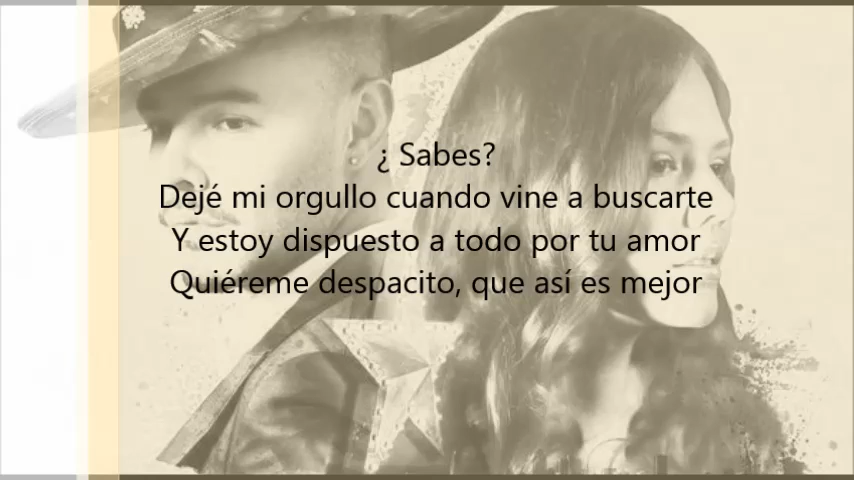 ¿ Sabes?
Dejé mi orgullo cuando vine a buscarte
Y estoy dispuesto a todo por tu amor
Quiéreme despacito, que así es mejor